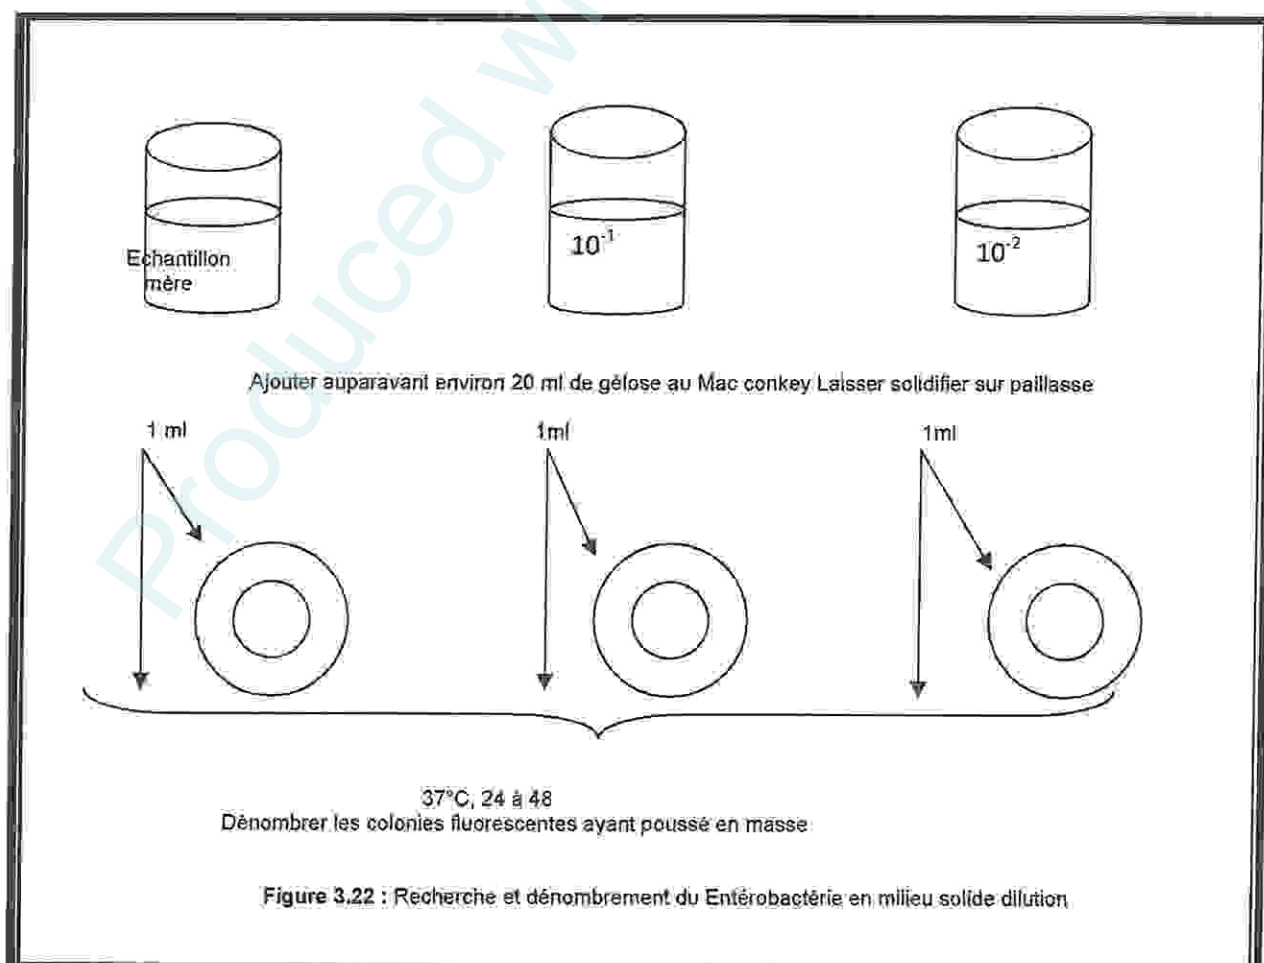 Produced wi
Echantillon
mère
10⁻¹
10⁻²
Ajouter auparavant environ 20 ml de gélose au Mac conkey Laisser solidifier sur paillasse
1 ml
1ml
1ml
37°C, 24 à 48
Dénombrer les colonies fluorescentes ayant poussé en masse
Figure 3.22 : Recherche et dénombrement du Entérobactérie en milieu solide dilution